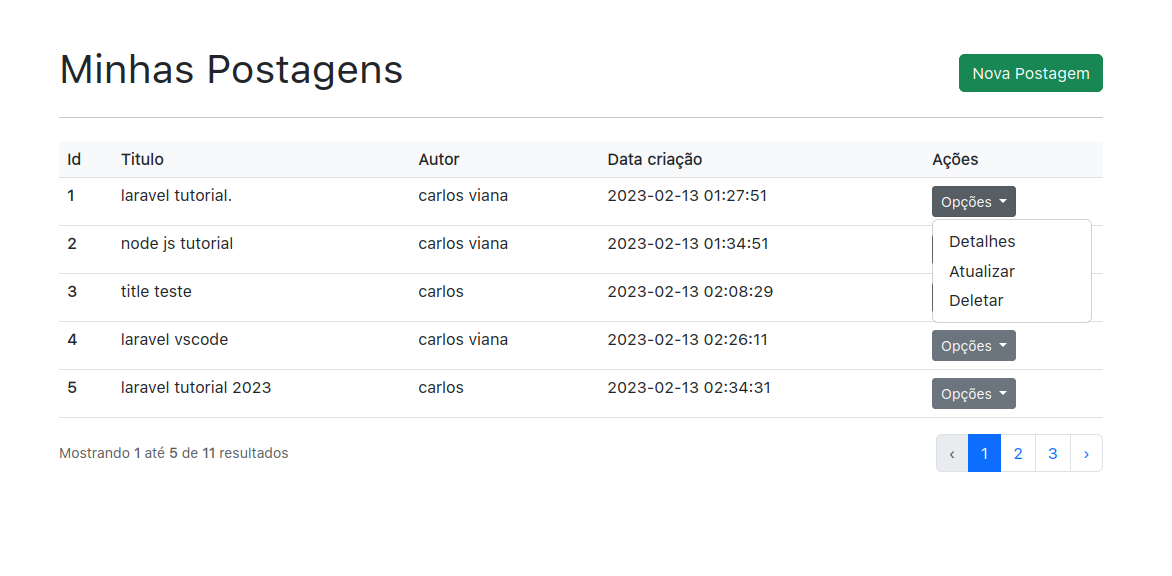 Minhas Postagens
Nova Postagem
Id Titulo Autor Data criação Ações
1 laravel tutorial. carlos viana 2023-02-13 01:27:51 Opções
2 node js tutorial carlos viana 2023-02-13 01:34:51
3 title teste carlos 2023-02-13 02:08:29
Detalhes
Atualizar
Deletar
4 laravel vscode carlos viana 2023-02-13 02:26:11 Opções
5 laravel tutorial 2023 carlos 2023-02-13 02:34:31 Opções
Mostrando 1 até 5 de 11 resultados
‹ 1 2 3 ›